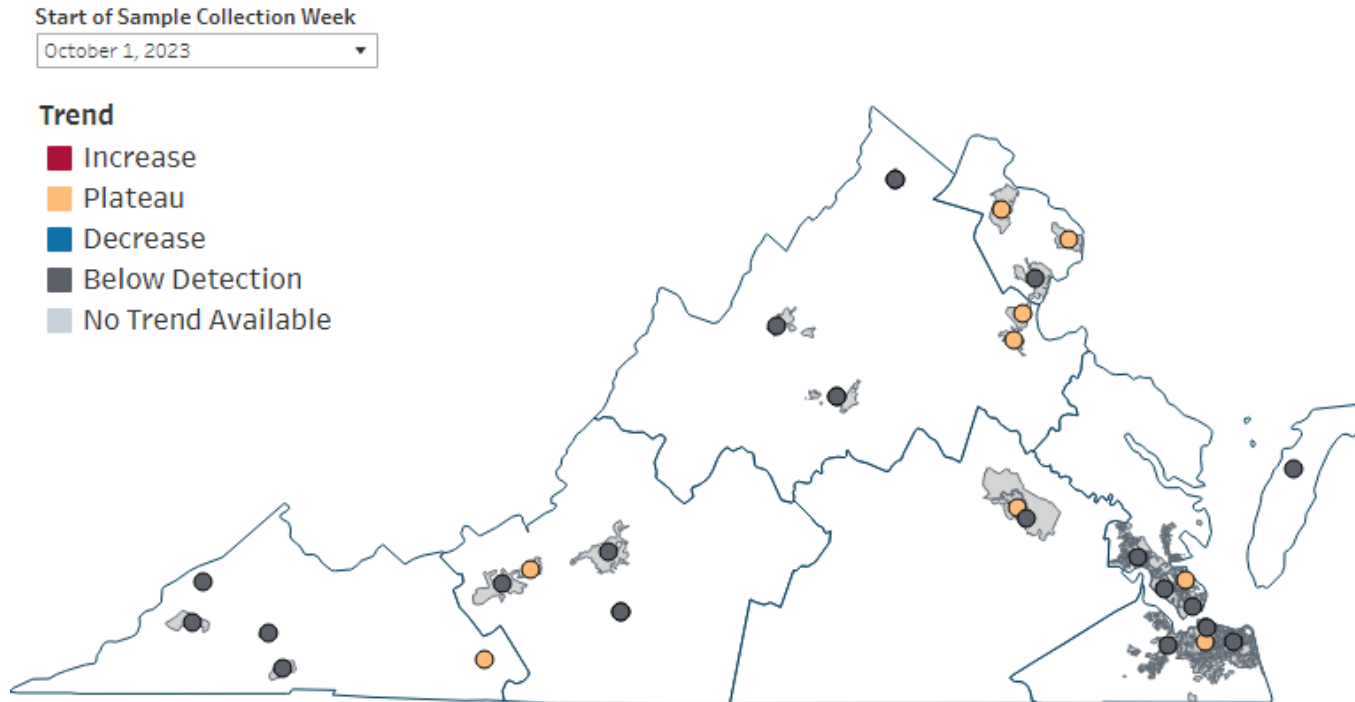 Start of Sample Collection Week
October 1, 2023
Trend
Increase
Plateau
Decrease
Below Detection
No Trend Available